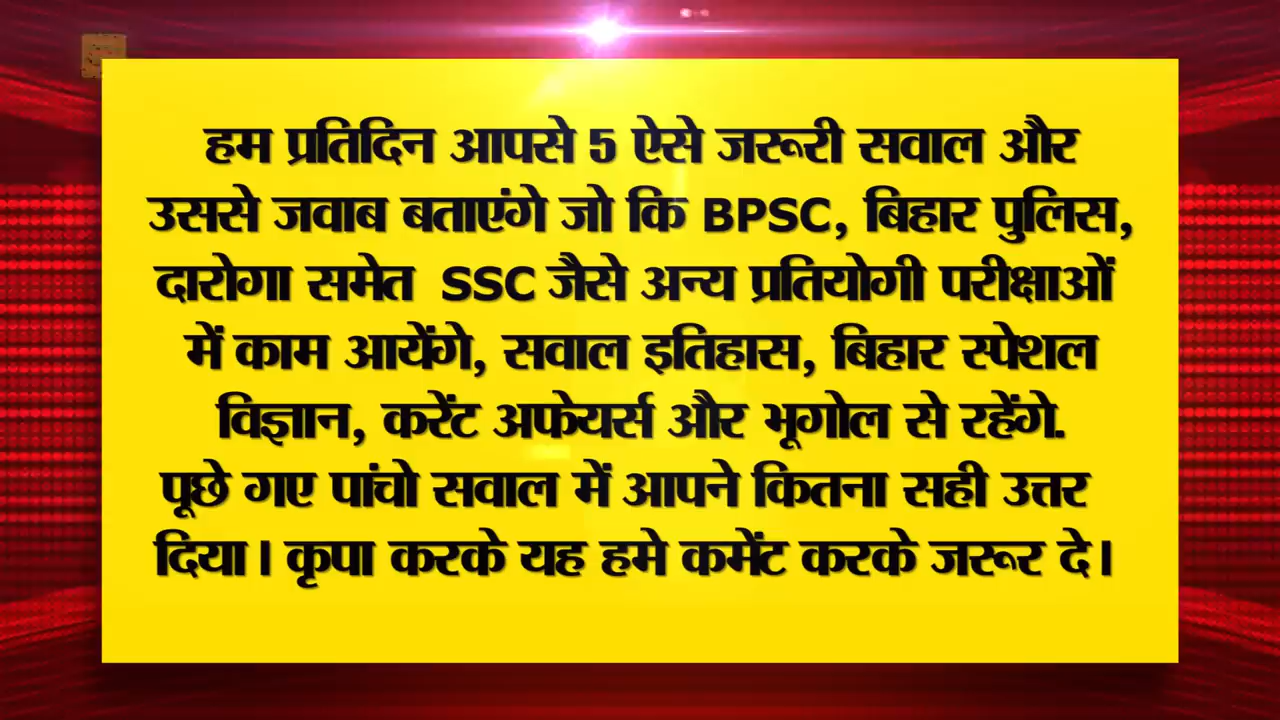 हम प्रतिदिन आपसे 5 ऐसे जरूरी सवाल और
उससे जवाब बताएंगे जो कि BPSC, बिहार पुलिस,
दारोगा समेत SSC जैसे अन्य प्रतियोगी परीक्षाओं
में काम आयेंगे, सवाल इतिहास, बिहार स्पेशल
विज्ञान, करेंट अफेयर्स और भूगोल से रहेंगे.
पूछे गए पांचो सवाल में आपने कितना सही उत्तर
दिया। कृपा करके यह हमे कमेंट करके जरूर दे।